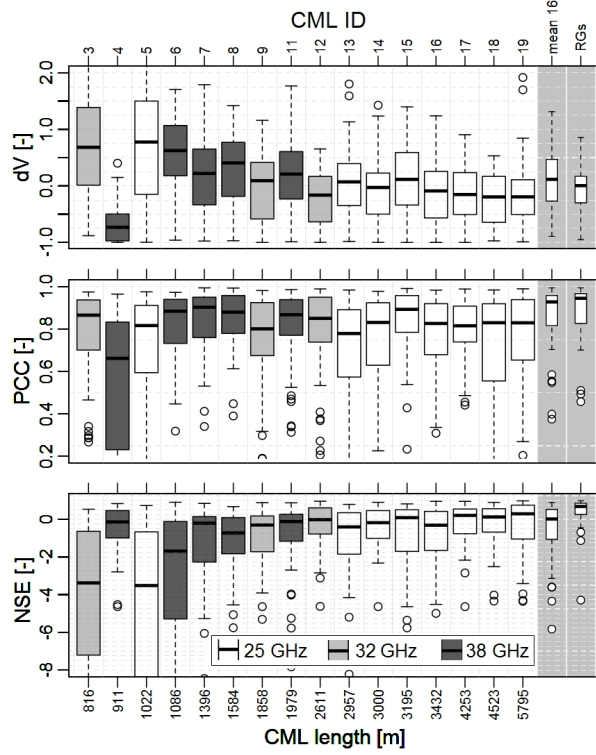 CML ID
3 4 5 6 7 8 9 11 12 13 14 15 16 17 18 19 mean 16 RGs
dV [-]
2.0
1.0
0.0
-1.0
PCC [-]
1.0
0.8
0.6
0.4
0.2
NSE [-]
0
-2
-4
-6
-8
25 GHz 32 GHz 38 GHz
816 911 1022 1086 1396 1584 1858 1979 2611 2957 3000 3195 3432 4253 4523 5795
CML length [m]